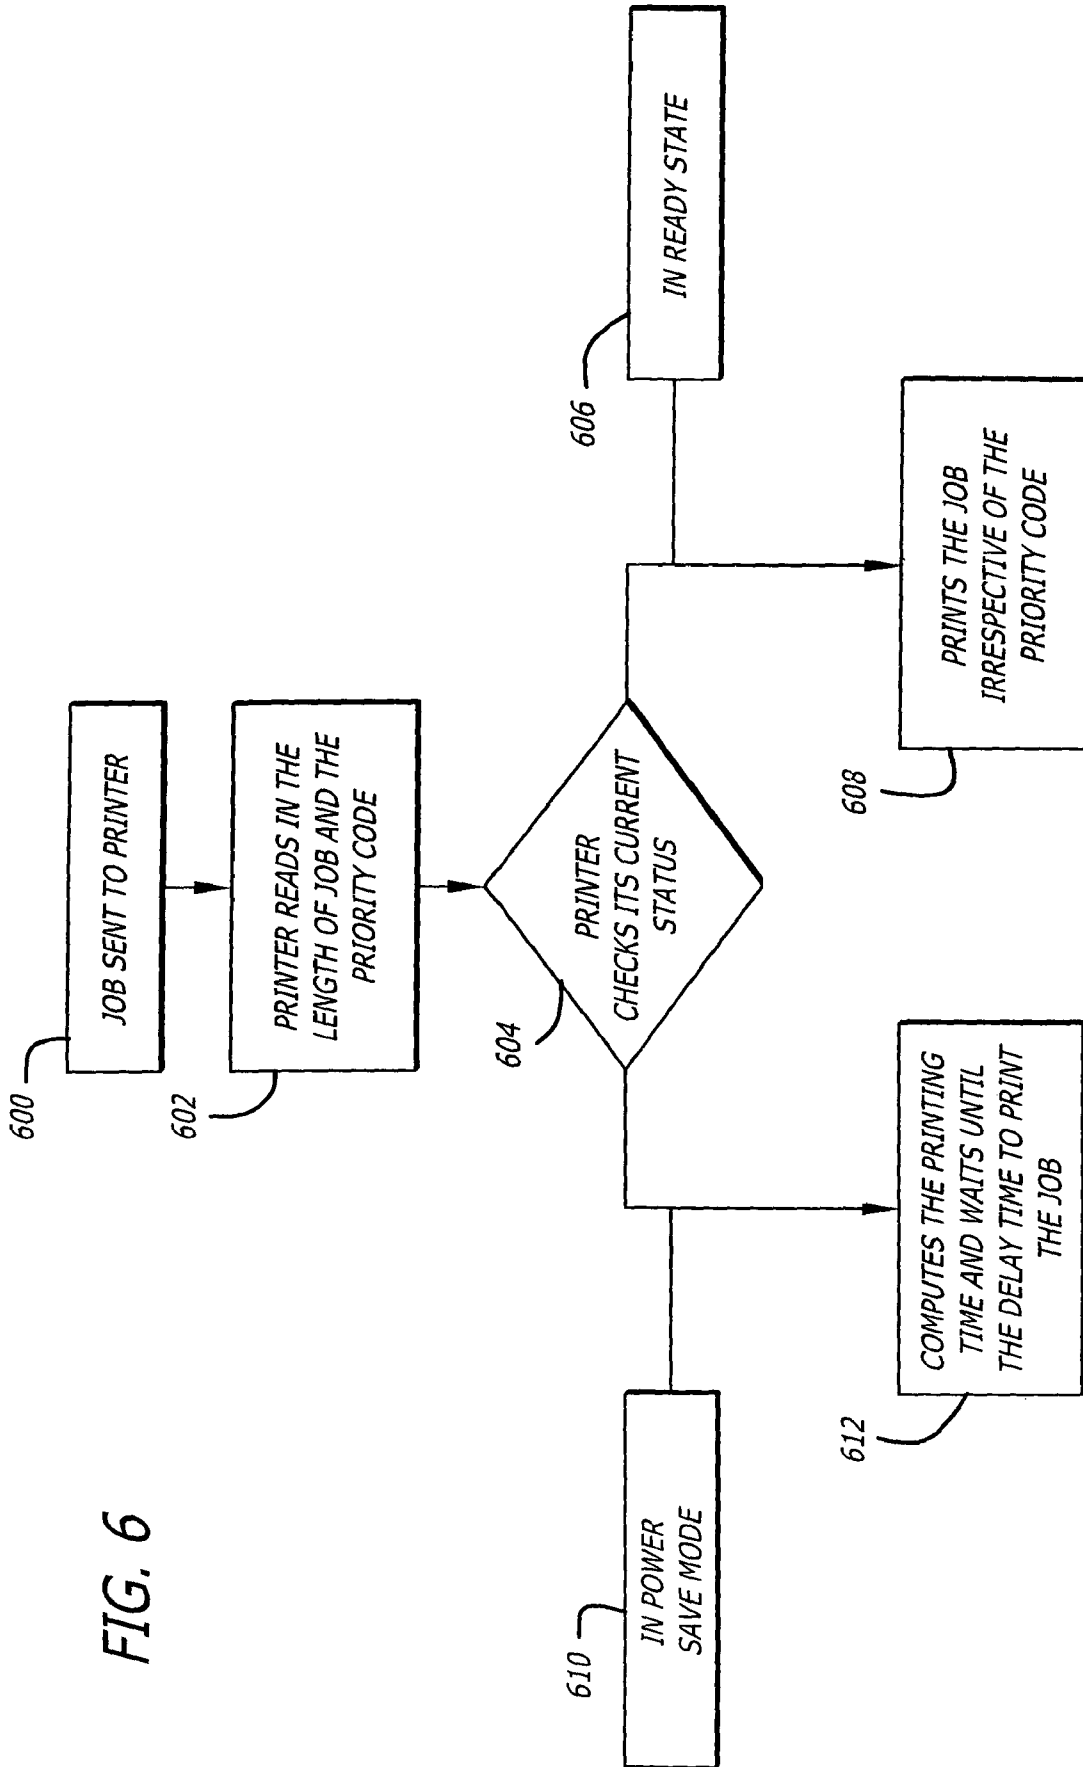 FIG. 6
600
JOB SENT TO PRINTER
602
PRINTER READS IN THE
LENGTH OF JOB AND THE
PRIORITY CODE
604
PRINTER
CHECKS ITS CURRENT
STATUS
610
IN POWER
SAVE MODE
606
IN READY STATE
612
COMPUTES THE PRINTING
TIME AND WAITS UNTIL
THE DELAY TIME TO PRINT
THE JOB
608
PRINTS THE JOB
IRRESPECTIVE OF THE
PRIORITY CODE